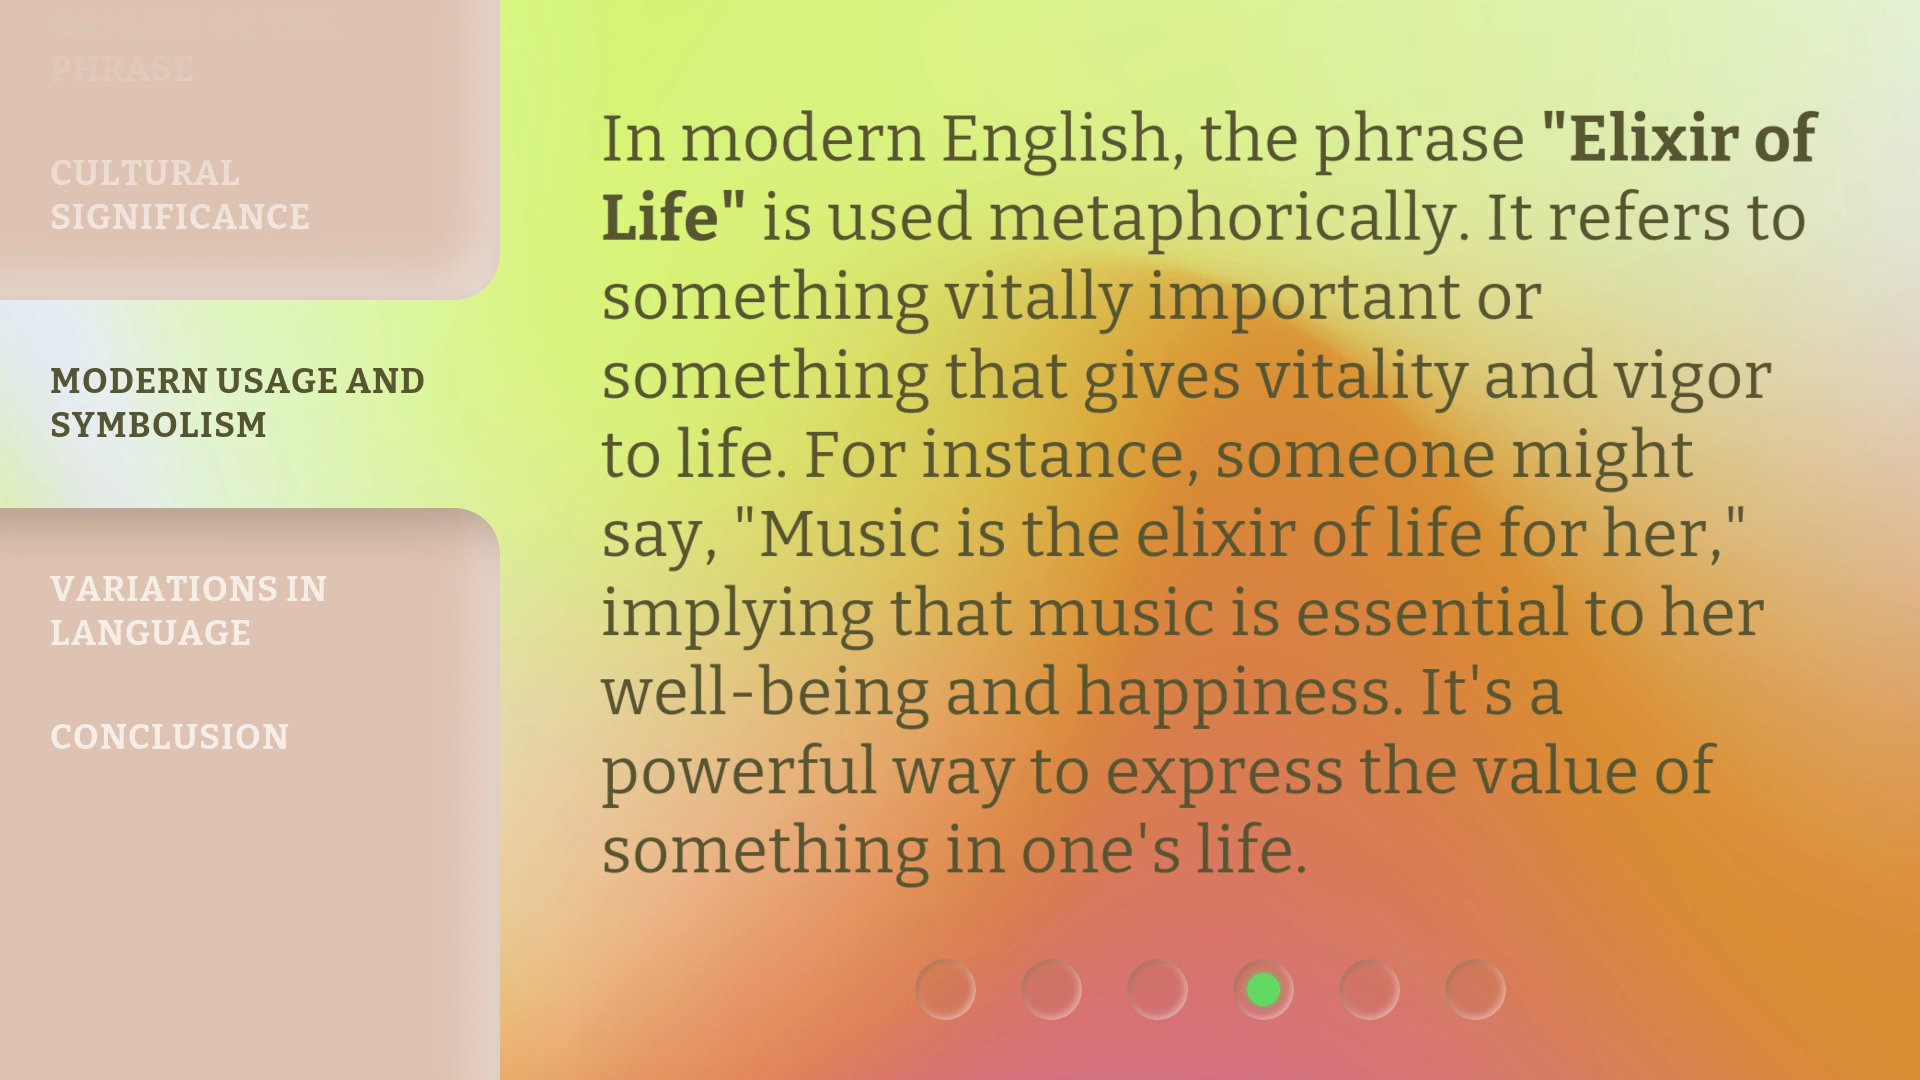 ORIGINS OF THE
PHRASE
CULTURAL
SIGNIFICANCE
MODERN USAGE AND
SYMBOLISM
VARIATIONS IN
LANGUAGE
CONCLUSION
In modern English, the phrase "Elixir of
Life" is used metaphorically. It refers to
something vitally important or
something that gives vitality and vigor
to life. For instance, someone might
say, "Music is the elixir of life for her,"
implying that music is essential to her
well-being and happiness. It's a
powerful way to express the value of
something in one's life.